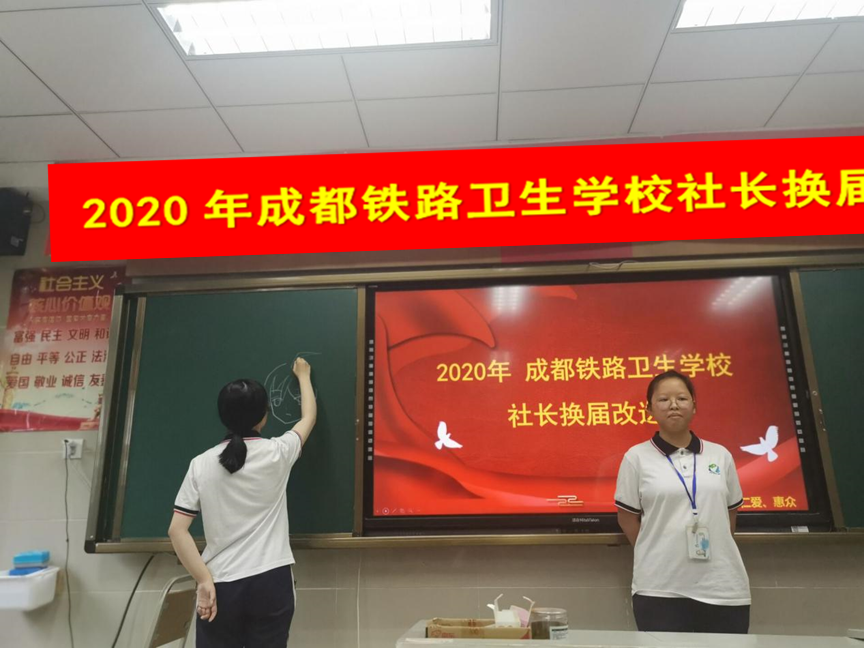 2020 年成都铁路卫生学校社长换届
社会主义
核心价值观
富强 民主 文明 和谐
自由 平等 公正 法
爱国 敬业 诚信 友
2020年 成都铁路卫生学校
社长换届改选
仁爱、惠众